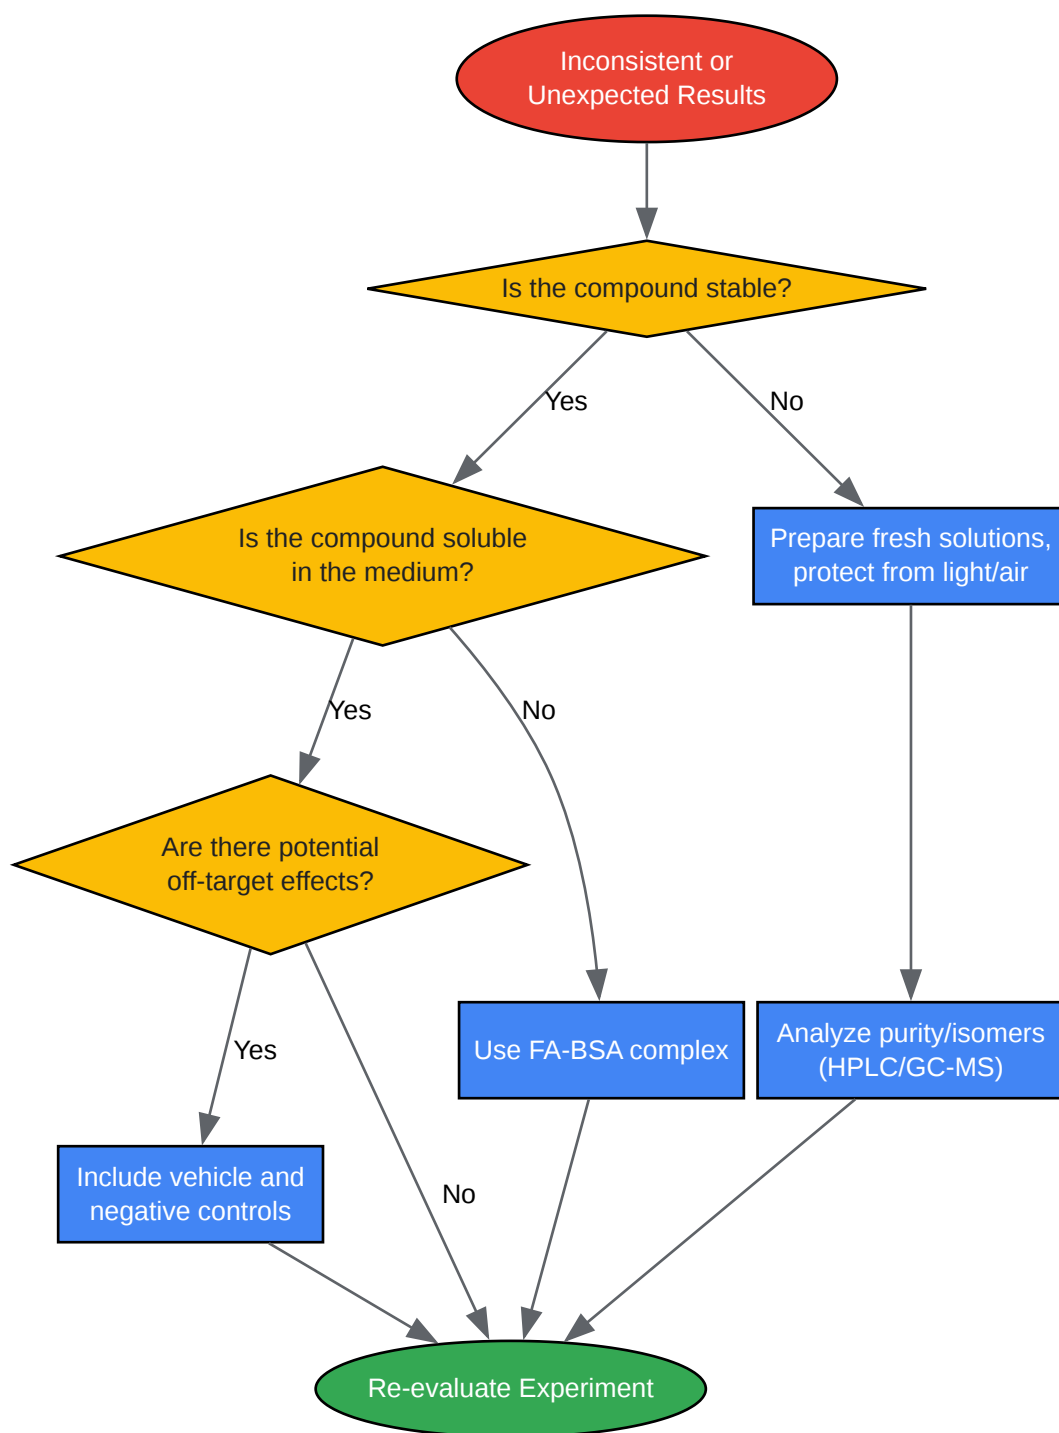 Inconsistent or
Unexpected Results
Is the compound stable?
Yes
No
Is the compound soluble
in the medium?
Prepare fresh solutions,
protect from light/air
Yes
No
Are there potential
off-target effects?
Yes
Use FA-BSA complex
Analyze purity/isomers
(HPLC/GC-MS)
Include vehicle and
negative controls
No
Re-evaluate Experiment